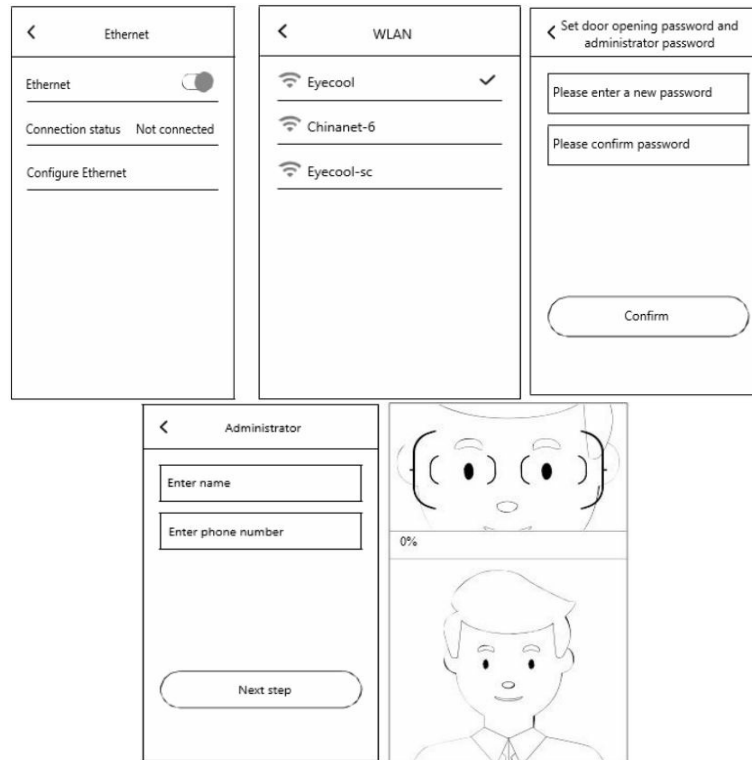 Ethernet
Ethernet
Connection status Not connected
Configure Ethernet
WLAN
Eyecool
Chinanet-6
Eyecool-sc
Set door opening password and
administrator password
Please enter a new password
Please confirm password
Confirm
Administrator
Enter name
Enter phone number
Next step
0%